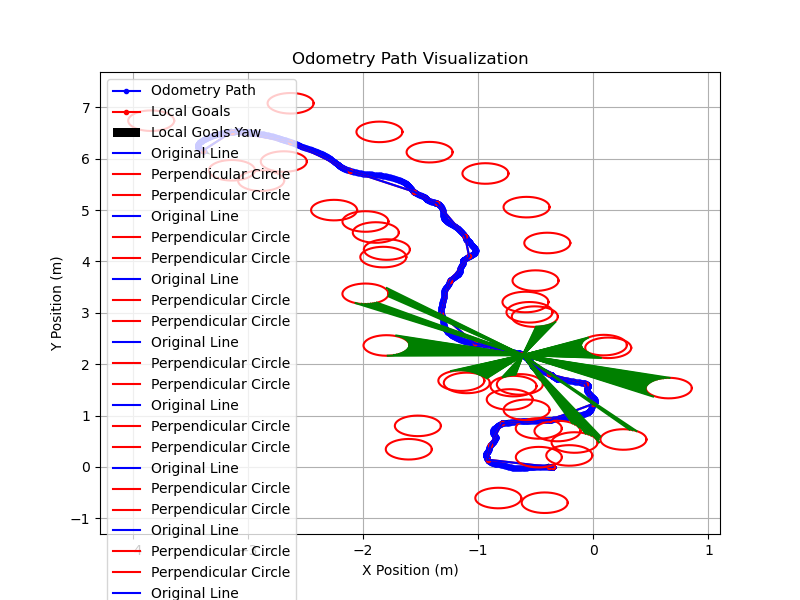 Odometry Path Visualization
Odometry Path
Local Goals
Local Goals Yaw
Original Line
Perpendicular Circle
Perpendicular Circle
Original Line
Perpendicular Circle
Perpendicular Circle
Original Line
Perpendicular Circle
Perpendicular Circle
Original Line
Perpendicular Circle
Perpendicular Circle
Original Line
Perpendicular Circle
Perpendicular Circle
Original Line
Perpendicular Circle
Perpendicular Circle
Original Line
Perpendicular Circle
Perpendicular Circle
Original Line
Y Position (m)
7
6
5
4
3
2
1
0
−1
−4 −3 −2 −1 0 1
X Position (m)